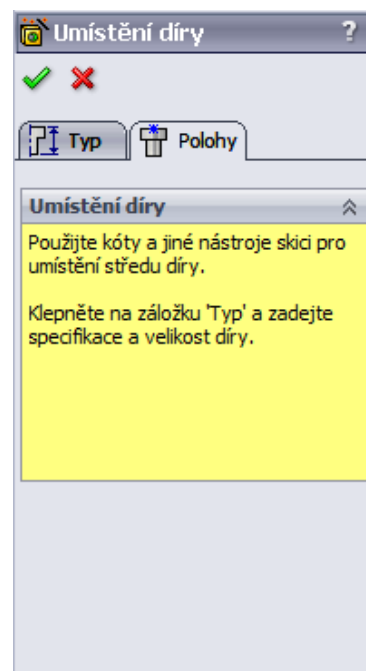 Umístění díry ?
Typ Polohy
Umístění díry
Použijte kóty a jiné nástroje skici pro
umístění středu díry.
Klepněte na záložku 'Typ' a zadejte
specifikace a velikost díry.